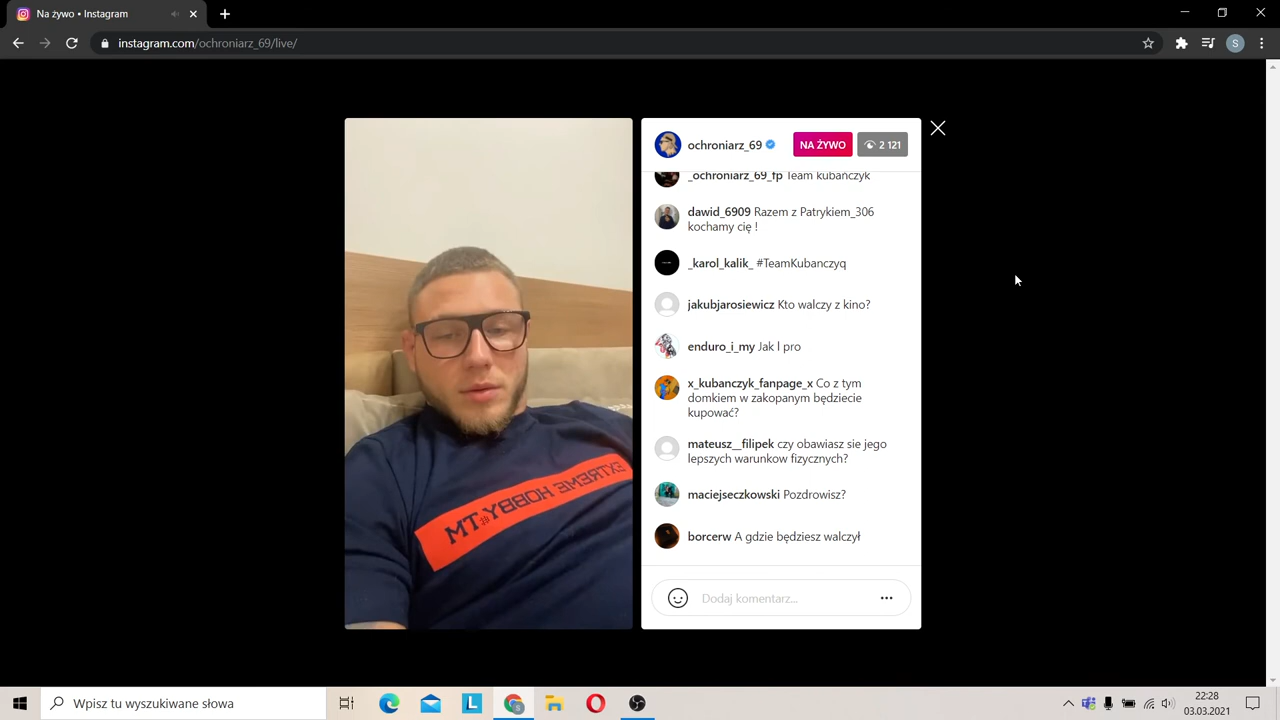 Na żywo • Instagram
instagram.com/ochroniarz_69/live/
S
ochroniarz_69
NA ŻYWO
2 121
_ochroniarz_69_fp Team kubańczyk
dawid_6909 Razem z Patrykiem_306
kochamy cię !
_karol_kalik_ #TeamKubanczyq
jakubjarosiewicz Kto walczy z kino?
enduro_i_my Jak l pro
x_kubanczyk_fanpage_x Co z tym
domkiem w zakopanym będziecie
kupować?
mateusz__filipek czy obawiasz sie jego
lepszych warunkow fizycznych?
maciejseczkowski Pozdrowisz?
borcerw A gdzie będziesz walczył
Dodaj komentarz...
EXTREME HOBBY#MT
Wpisz tu wyszukiwane słowa
L
22:28
03.03.2021